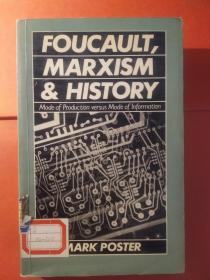 FOUCAULT,
MARXISM
& HISTORY
Mode of Production versus Mode of Information
MARK POSTER